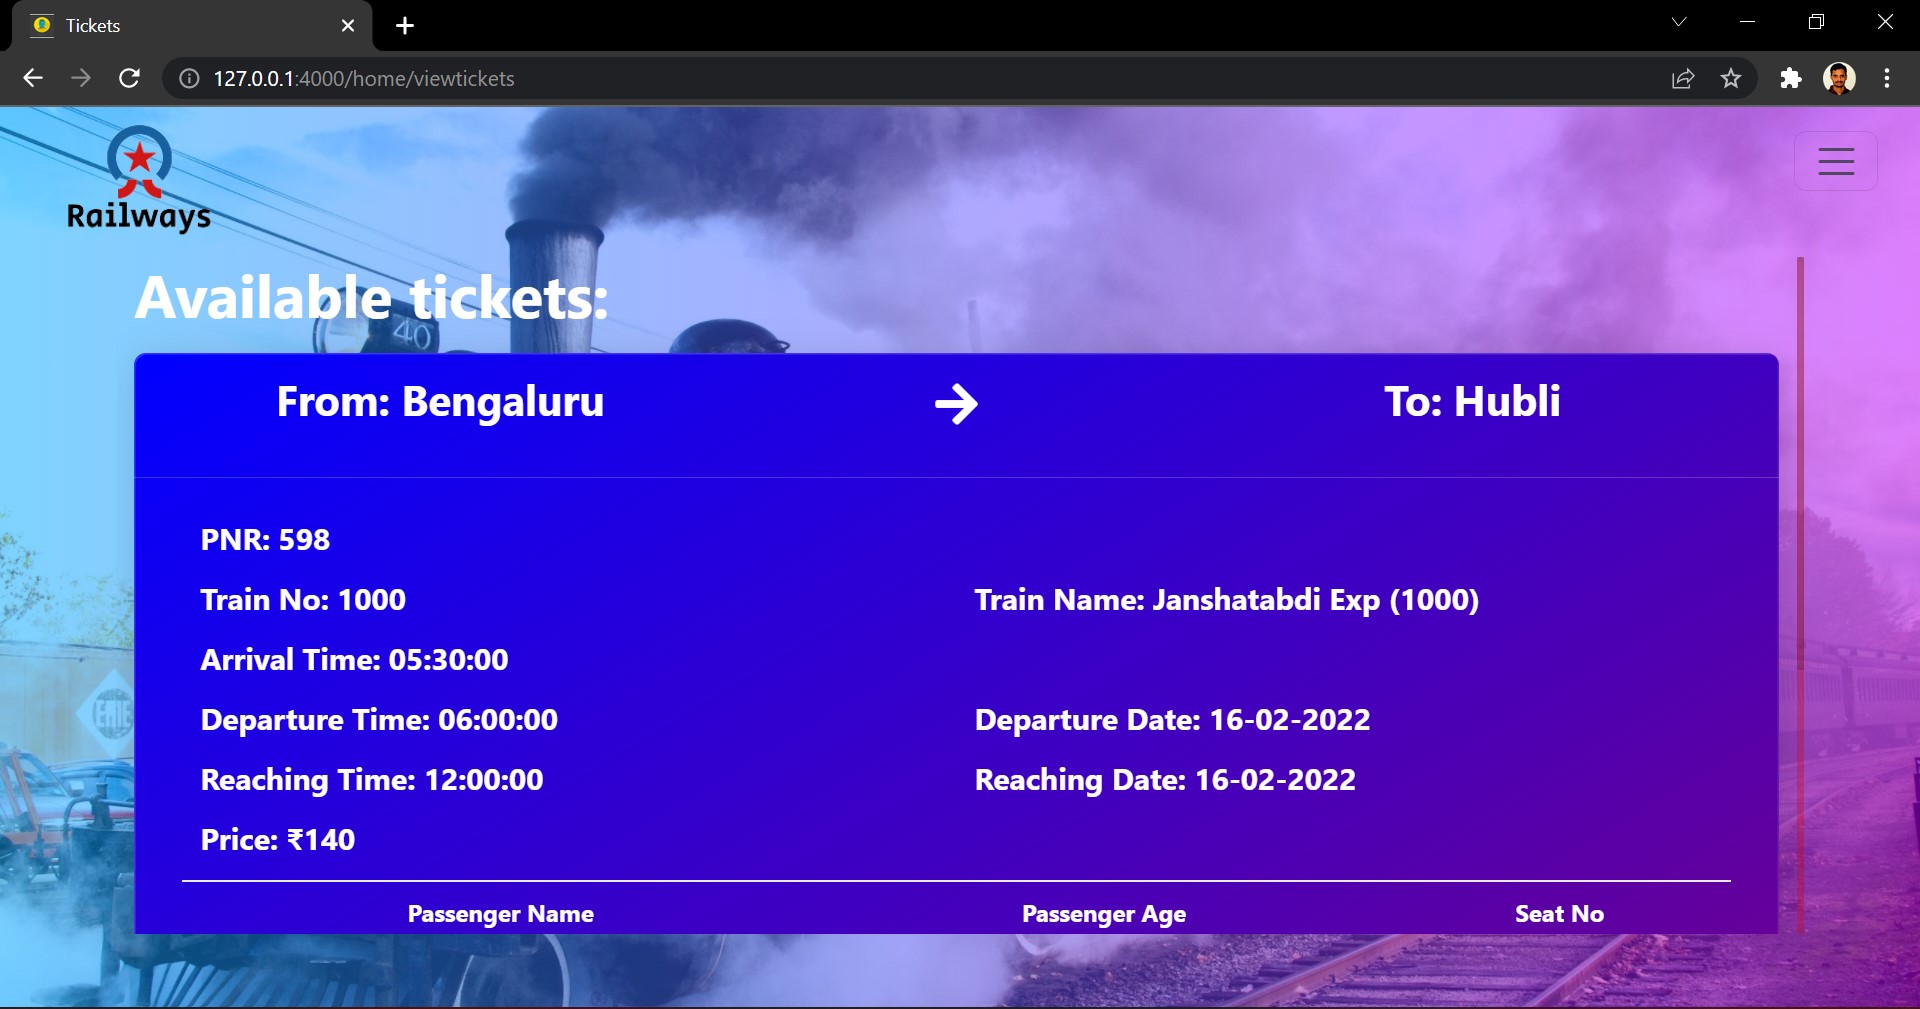 Tickets
127.0.0.1:4000/home/viewtickets
Railways
Available tickets:
40
From: Bengaluru
To: Hubli
PNR: 598
Train No: 1000
Train Name: Janshatabdi Exp (1000)
Arrival Time: 05:30:00
Departure Time: 06:00:00
Departure Date: 16-02-2022
Reaching Time: 12:00:00
Reaching Date: 16-02-2022
Price: ₹140
ERIE
Passenger Name
Passenger Age
Seat No